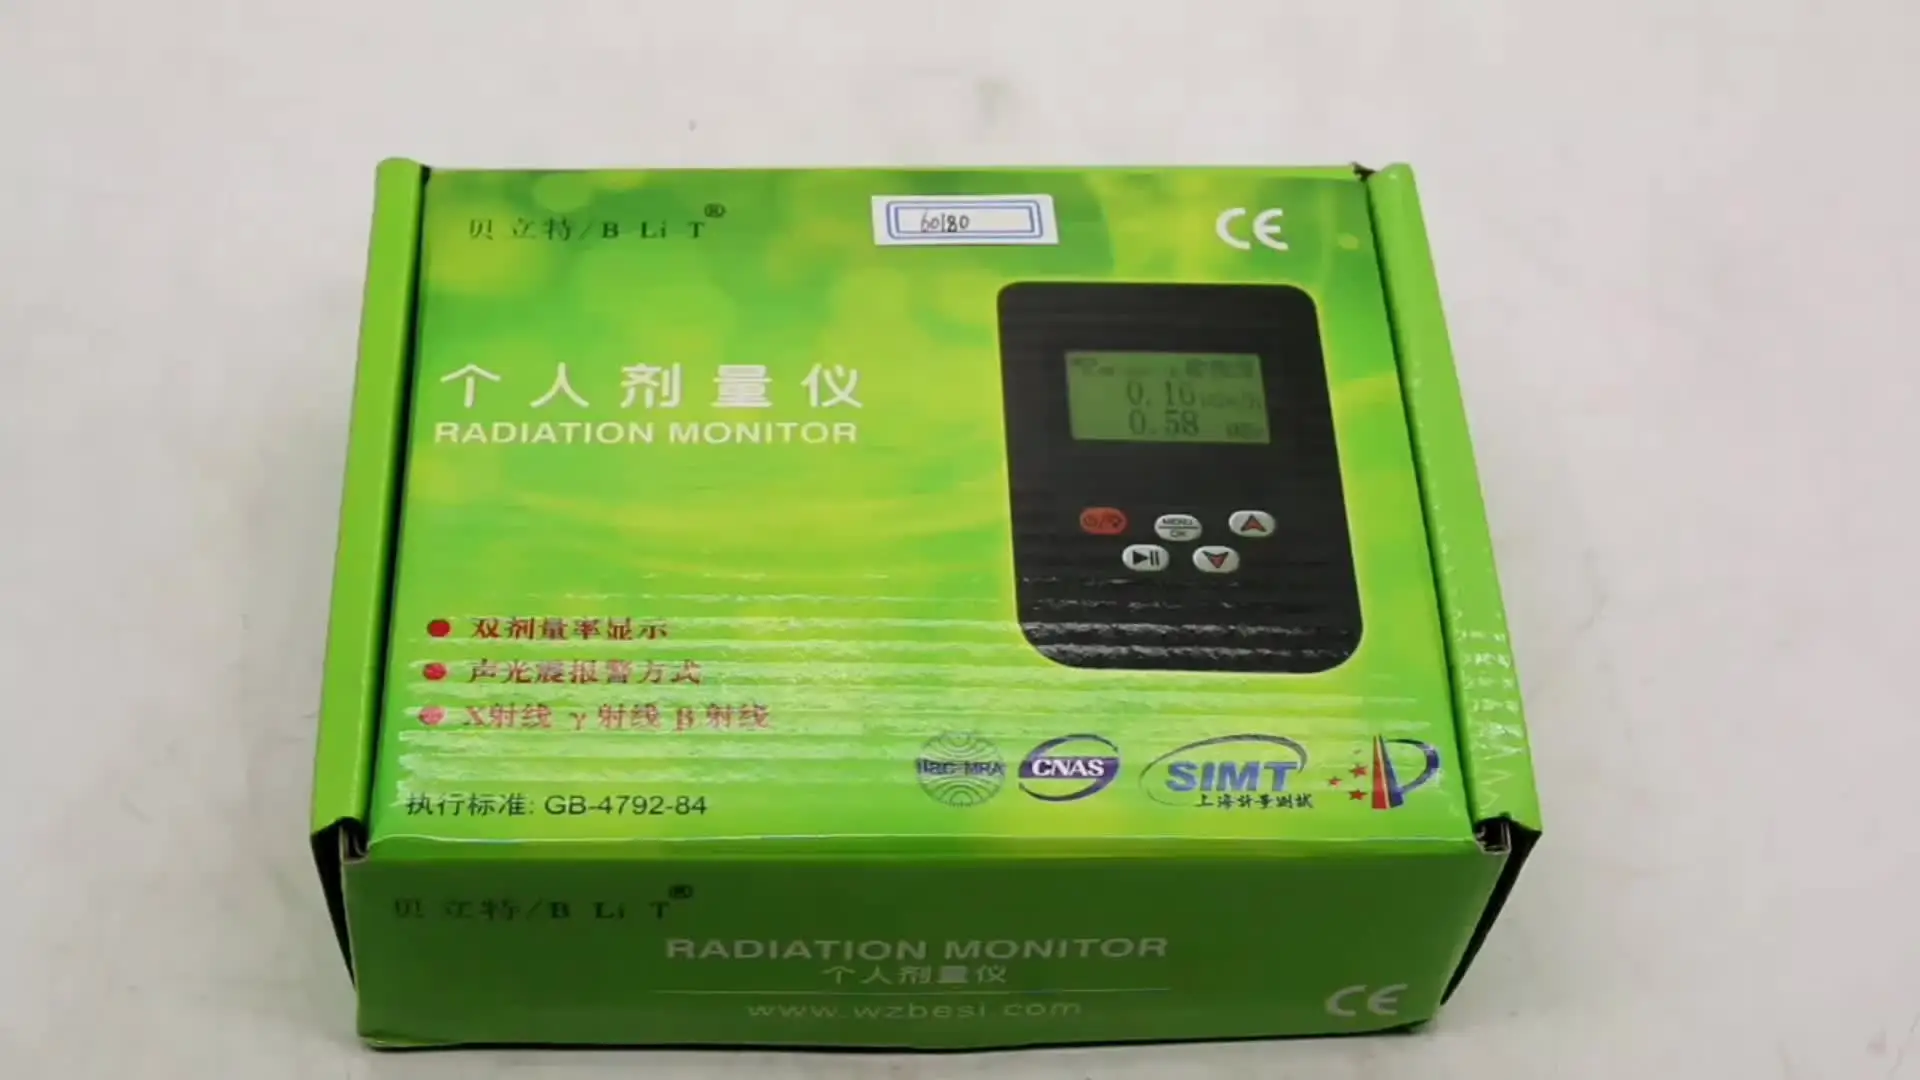 贝立特/B Li T®
60180
CE
个人剂量仪
RADIATION MONITOR
0.16
0.58
MENU
OK
双剂量率显示
声光震报警方式
X射线 γ射线 β射线
执行标准: GB-4792-84
ilac-MRA
CNAS
SIMT
上海计量测试
贝立特/B Li T®
RADIATION MONITOR
个人剂量仪
www.wzbesi.com
CE